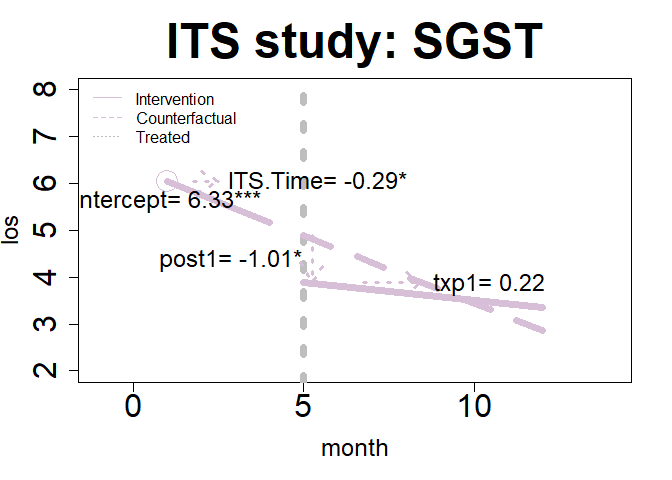 ITS study: SGST
Intervention
Counterfactual
Treated
ITS.Time= -0.29*
ntercept= 6.33***
post1= -1.01*
txp1= 0.22
los
8
7
6
5
4
3
2
0
5
10
month